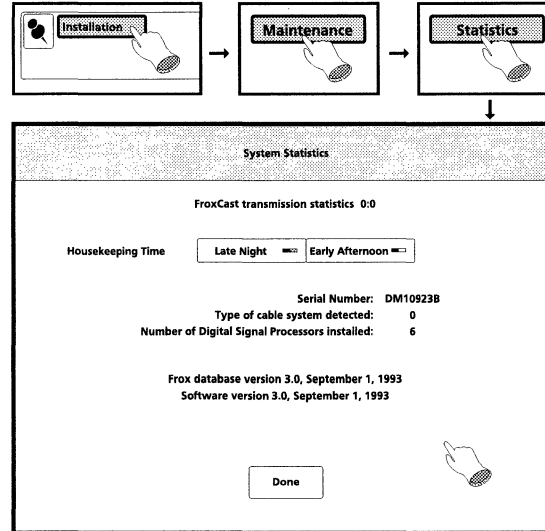 Installation
Maintenance
Statistics
System Statistics
FroxCast transmission statistics 0:0
Housekeeping Time Late Night Early Afternoon
Serial Number: DM10923B
Type of cable system detected: 0
Number of Digital Signal Processors installed: 6
Frox database version 3.0, September 1, 1993
Software version 3.0, September 1, 1993
Done